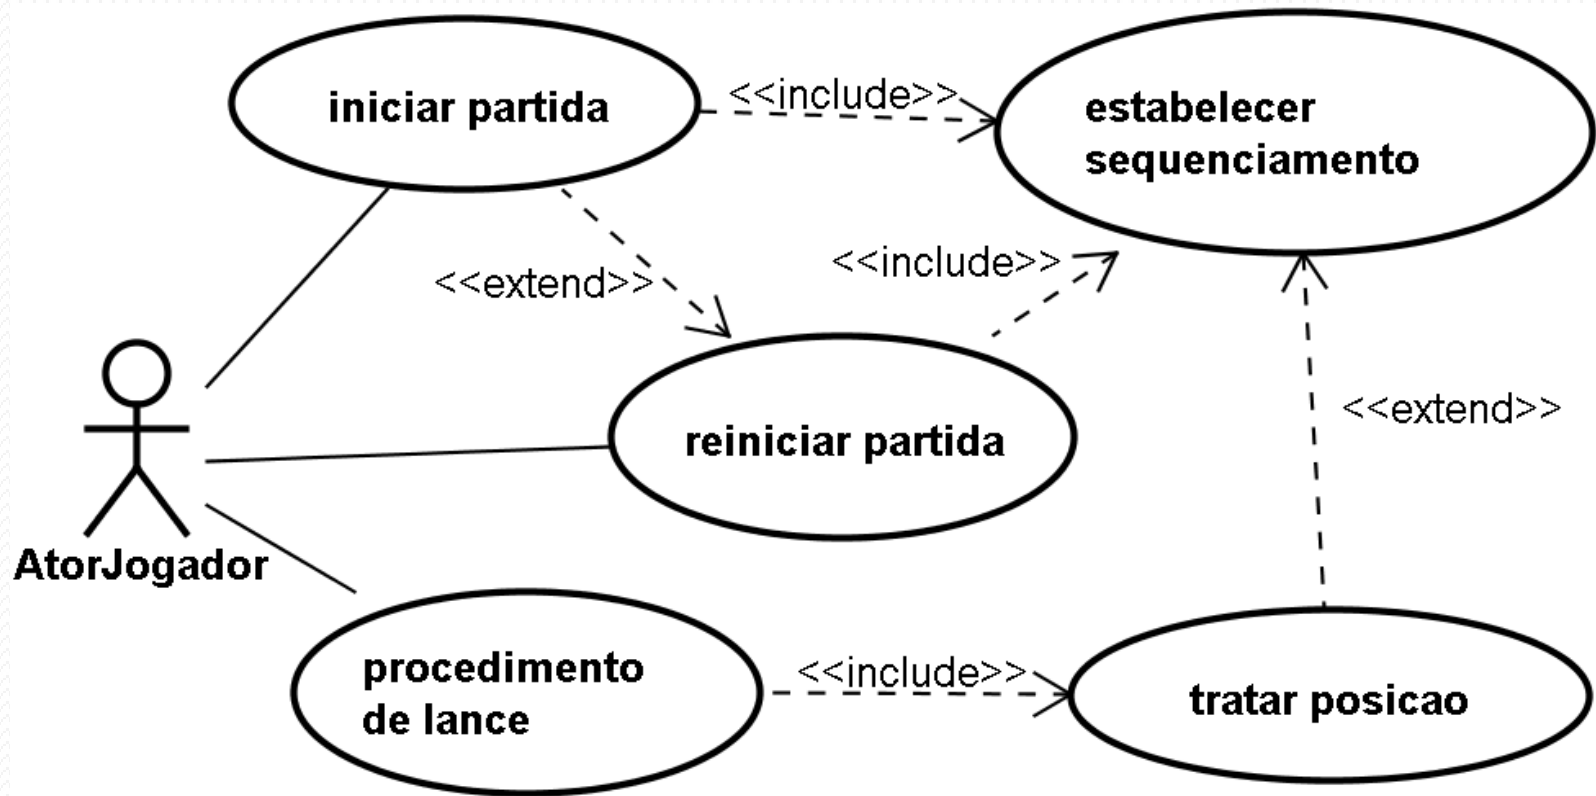 iniciar partida
<<include>>
estabelecer
sequenciamento
<<extend>>
<<include>>
reiniciar partida
<<extend>>
AtorJogador
procedimento
de lance
<<include>>
tratar posicao